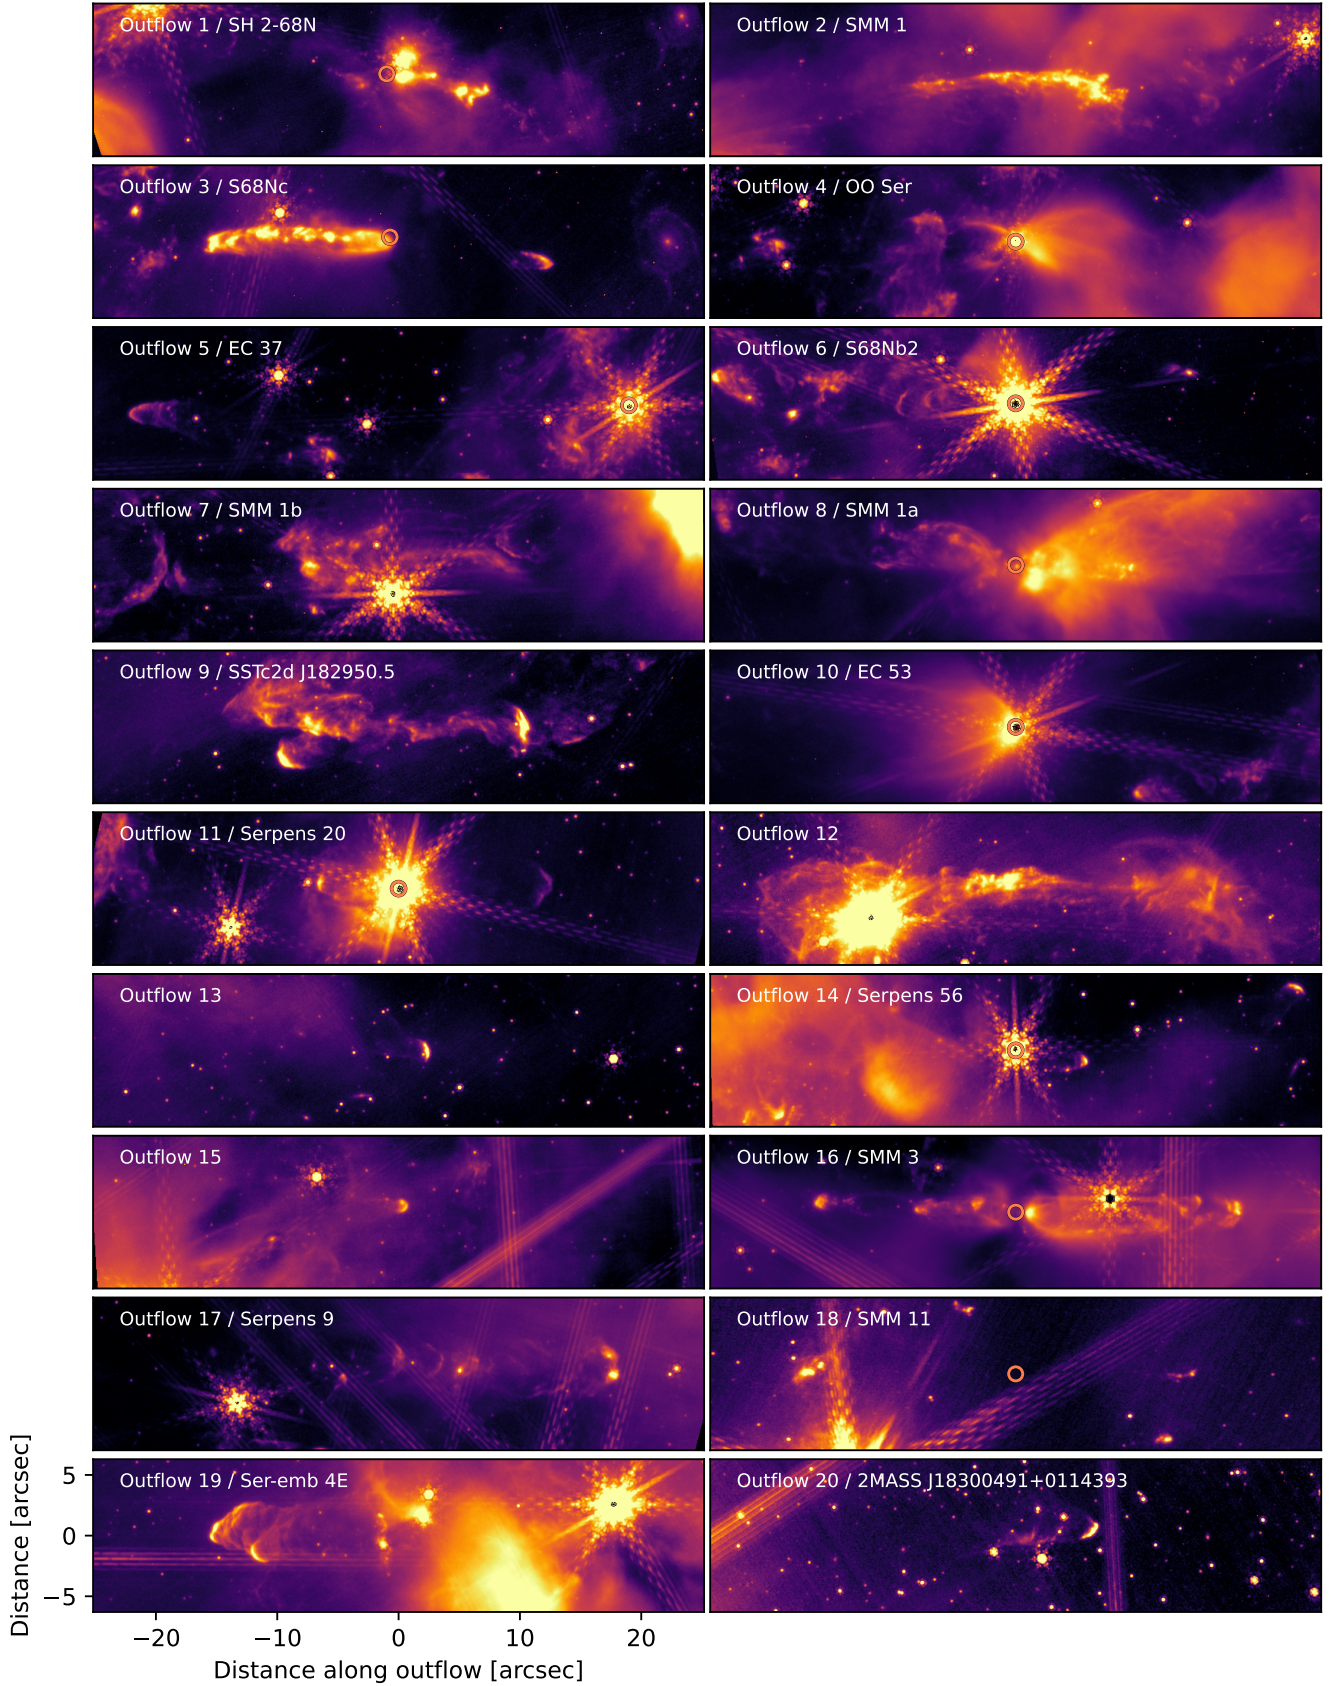 Outflow 1 / SH 2-68N
Outflow 2 / SMM 1
Outflow 3 / S68Nc
Outflow 4 / OO Ser
Outflow 5 / EC 37
Outflow 6 / S68Nb2
Outflow 7 / SMM 1b
Outflow 8 / SMM 1a
Outflow 9 / SSTc2d J182950.5
Outflow 10 / EC 53
Outflow 11 / Serpens 20
Outflow 12
Outflow 13
Outflow 14 / Serpens 56
Outflow 15
Outflow 16 / SMM 3
Outflow 17 / Serpens 9
Outflow 18 / SMM 11
Outflow 19 / Ser-emb 4E
Outflow 20 / 2MASS J18300491+0114393
5
0
−5
Distance [arcsec]
−20 −10 0 10 20
Distance along outflow [arcsec]